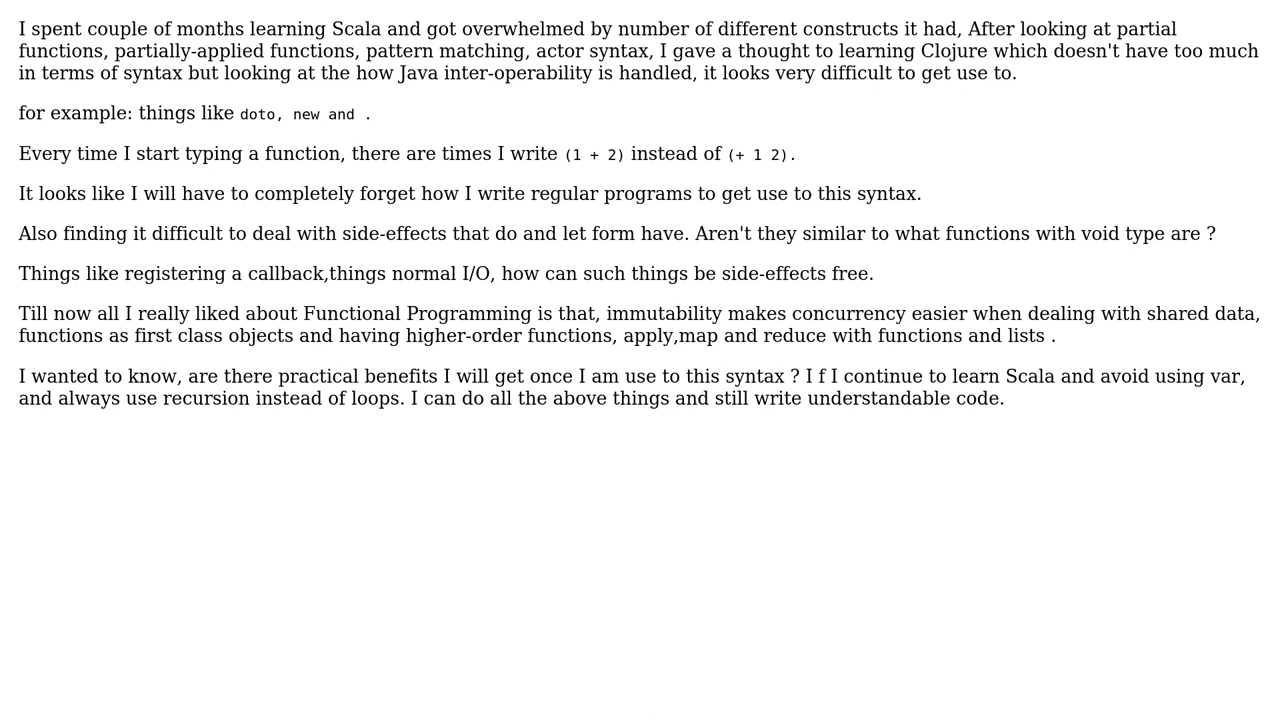 I spent couple of months learning Scala and got overwhelmed by number of different constructs it had, After looking at partial
functions, partially-applied functions, pattern matching, actor syntax, I gave a thought to learning Clojure which doesn't have too much
in terms of syntax but looking at the how Java inter-operability is handled, it looks very difficult to get use to.
for example: things like doto, new and .
Every time I start typing a function, there are times I write (1 + 2) instead of (+ 1 2).
It looks like I will have to completely forget how I write regular programs to get use to this syntax.
Also finding it difficult to deal with side-effects that do and let form have. Aren't they similar to what functions with void type are ?
Things like registering a callback,things normal I/O, how can such things be side-effects free.
Till now all I really liked about Functional Programming is that, immutability makes concurrency easier when dealing with shared data,
functions as first class objects and having higher-order functions, apply,map and reduce with functions and lists .
I wanted to know, are there practical benefits I will get once I am use to this syntax ? I f I continue to learn Scala and avoid using var,
and always use recursion instead of loops. I can do all the above things and still write understandable code.